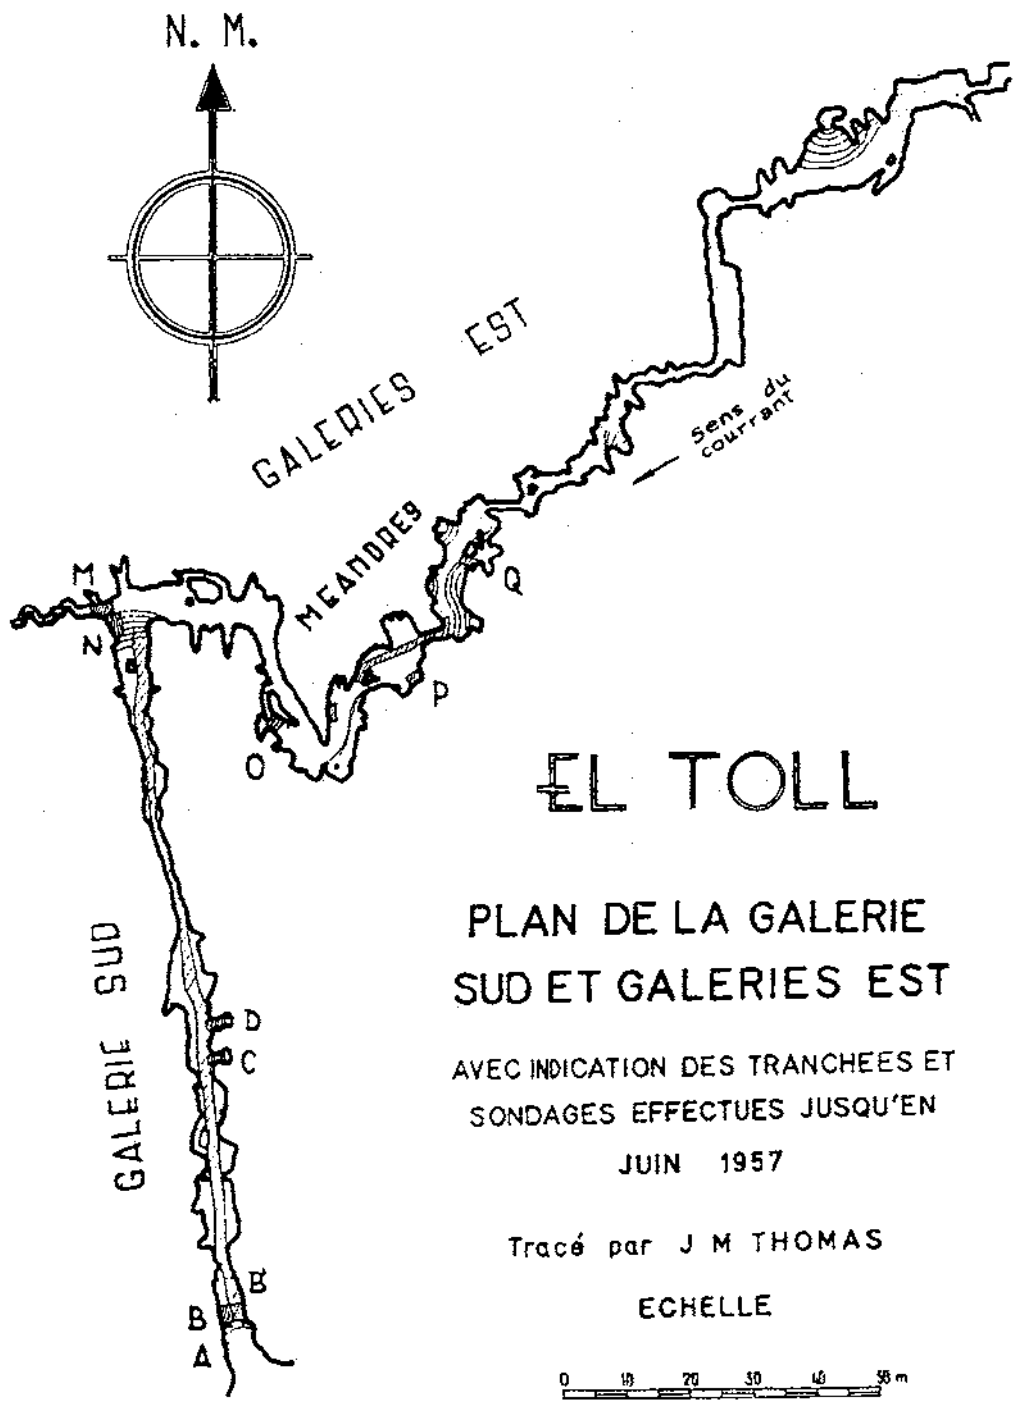 N. M.
GALERIES EST
Sens du
courrant
MEANDRES
M
N
Q
P
O
EL TOLL
PLAN DE LA GALERIE
SUD ET GALERIES EST
GALERIE SUD
D
C
AVEC INDICATION DES TRANCHEES ET
SONDAGES EFFECTUES JUSQU'EN
JUIN 1957
Tracé par J M THOMAS
B'
B
A
ECHELLE
0 10 20 30 40 50 m